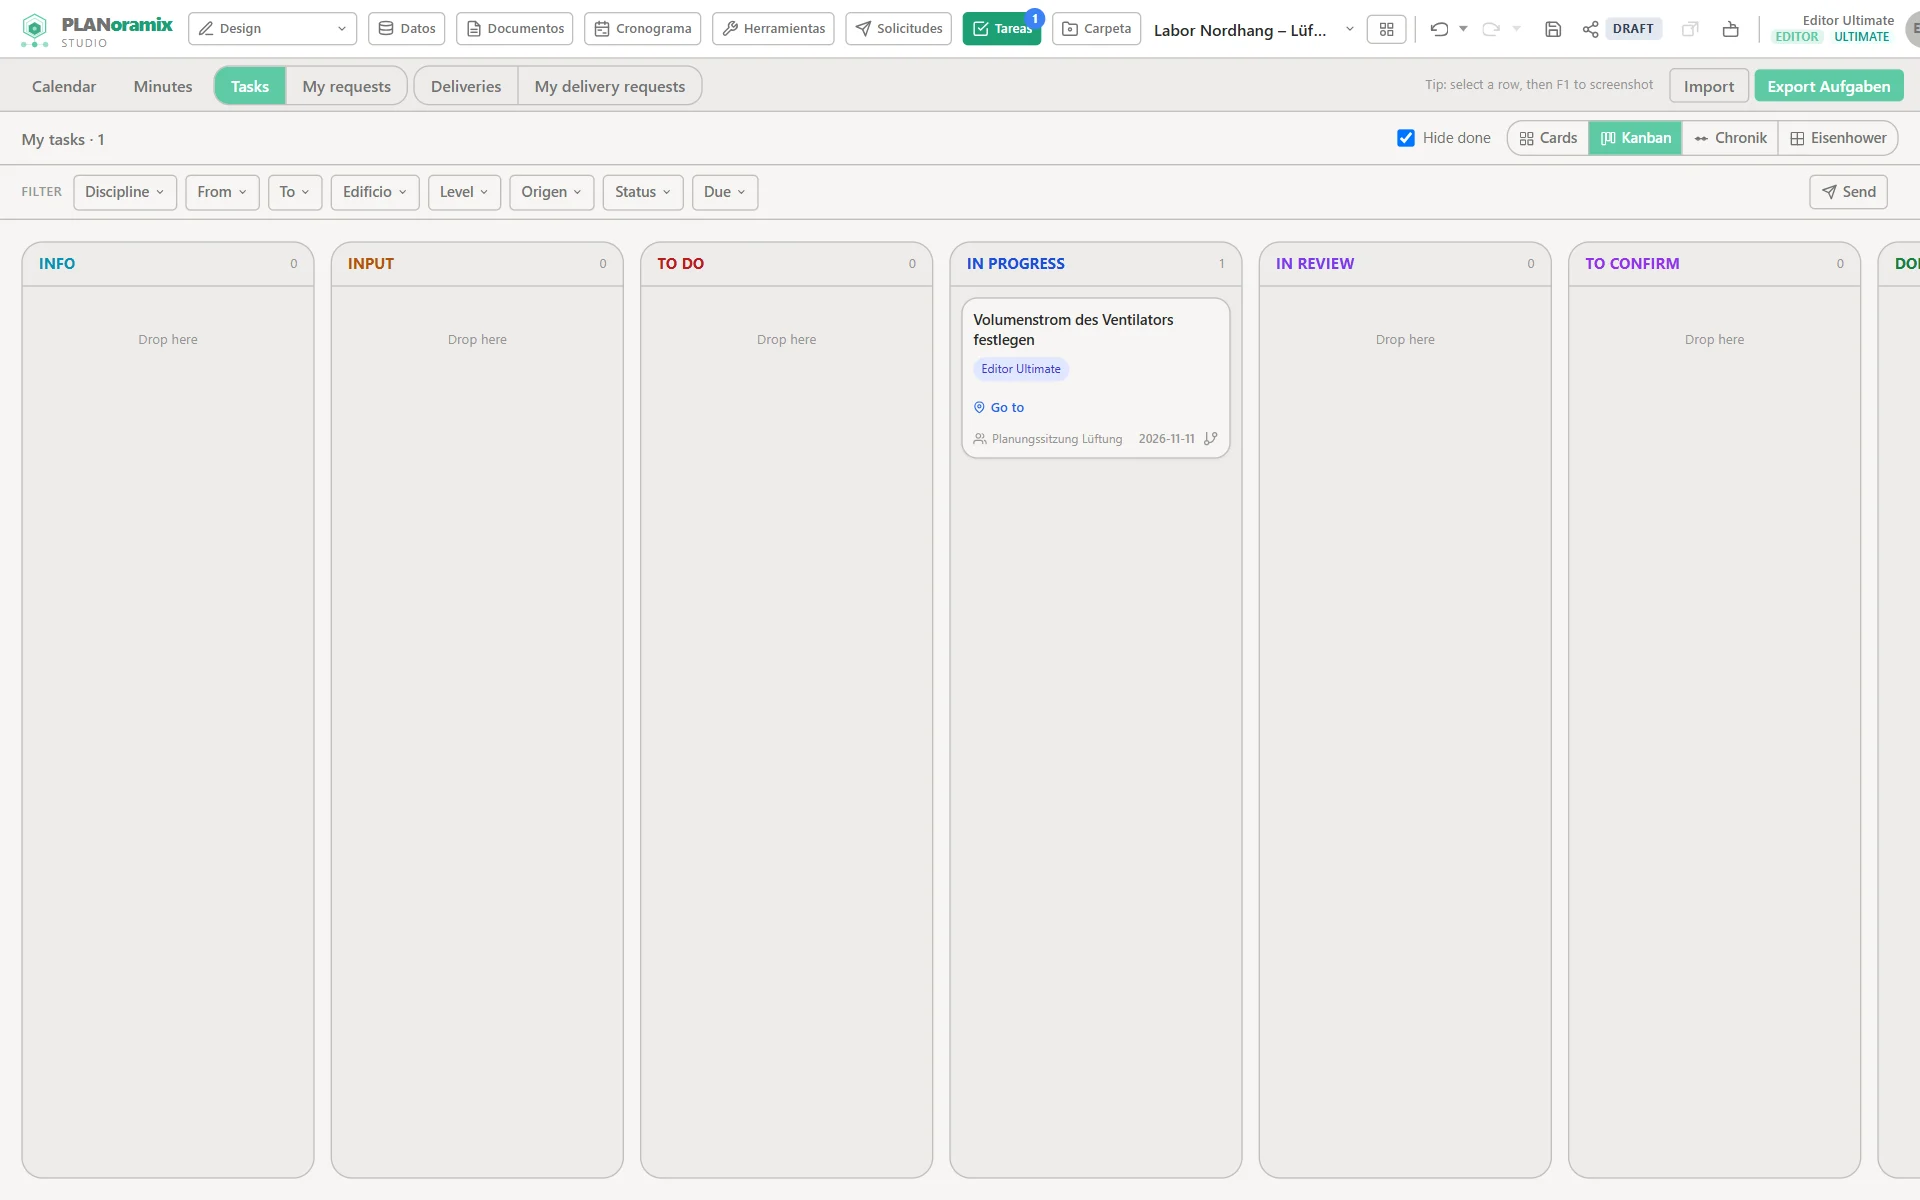 PLANoramix
STUDIO
Design
Datos
Documentos
Cronograma
Herramientas
Solicitudes
Tareas
1
Carpeta
Labor Nordhang – Lüf...
DRAFT
Editor Ultimate
EDITOR ULTIMATE
Calendar
Minutes
Tasks
My requests
Deliveries
My delivery requests
Tip: select a row, then F1 to screenshot
Import
Export Aufgaben
My tasks · 1
Hide done
Cards
Kanban
Chronik
Eisenhower
FILTER
Discipline
From
To
Edificio
Level
Origen
Status
Due
Send
INFO 0
Drop here
INPUT 0
Drop here
TO DO 0
Drop here
IN PROGRESS 1
Volumenstrom des Ventilators
festlegen
Editor Ultimate
Go to
Planungssitzung Lüftung 2026-11-11
IN REVIEW 0
Drop here
TO CONFIRM 0
Drop here